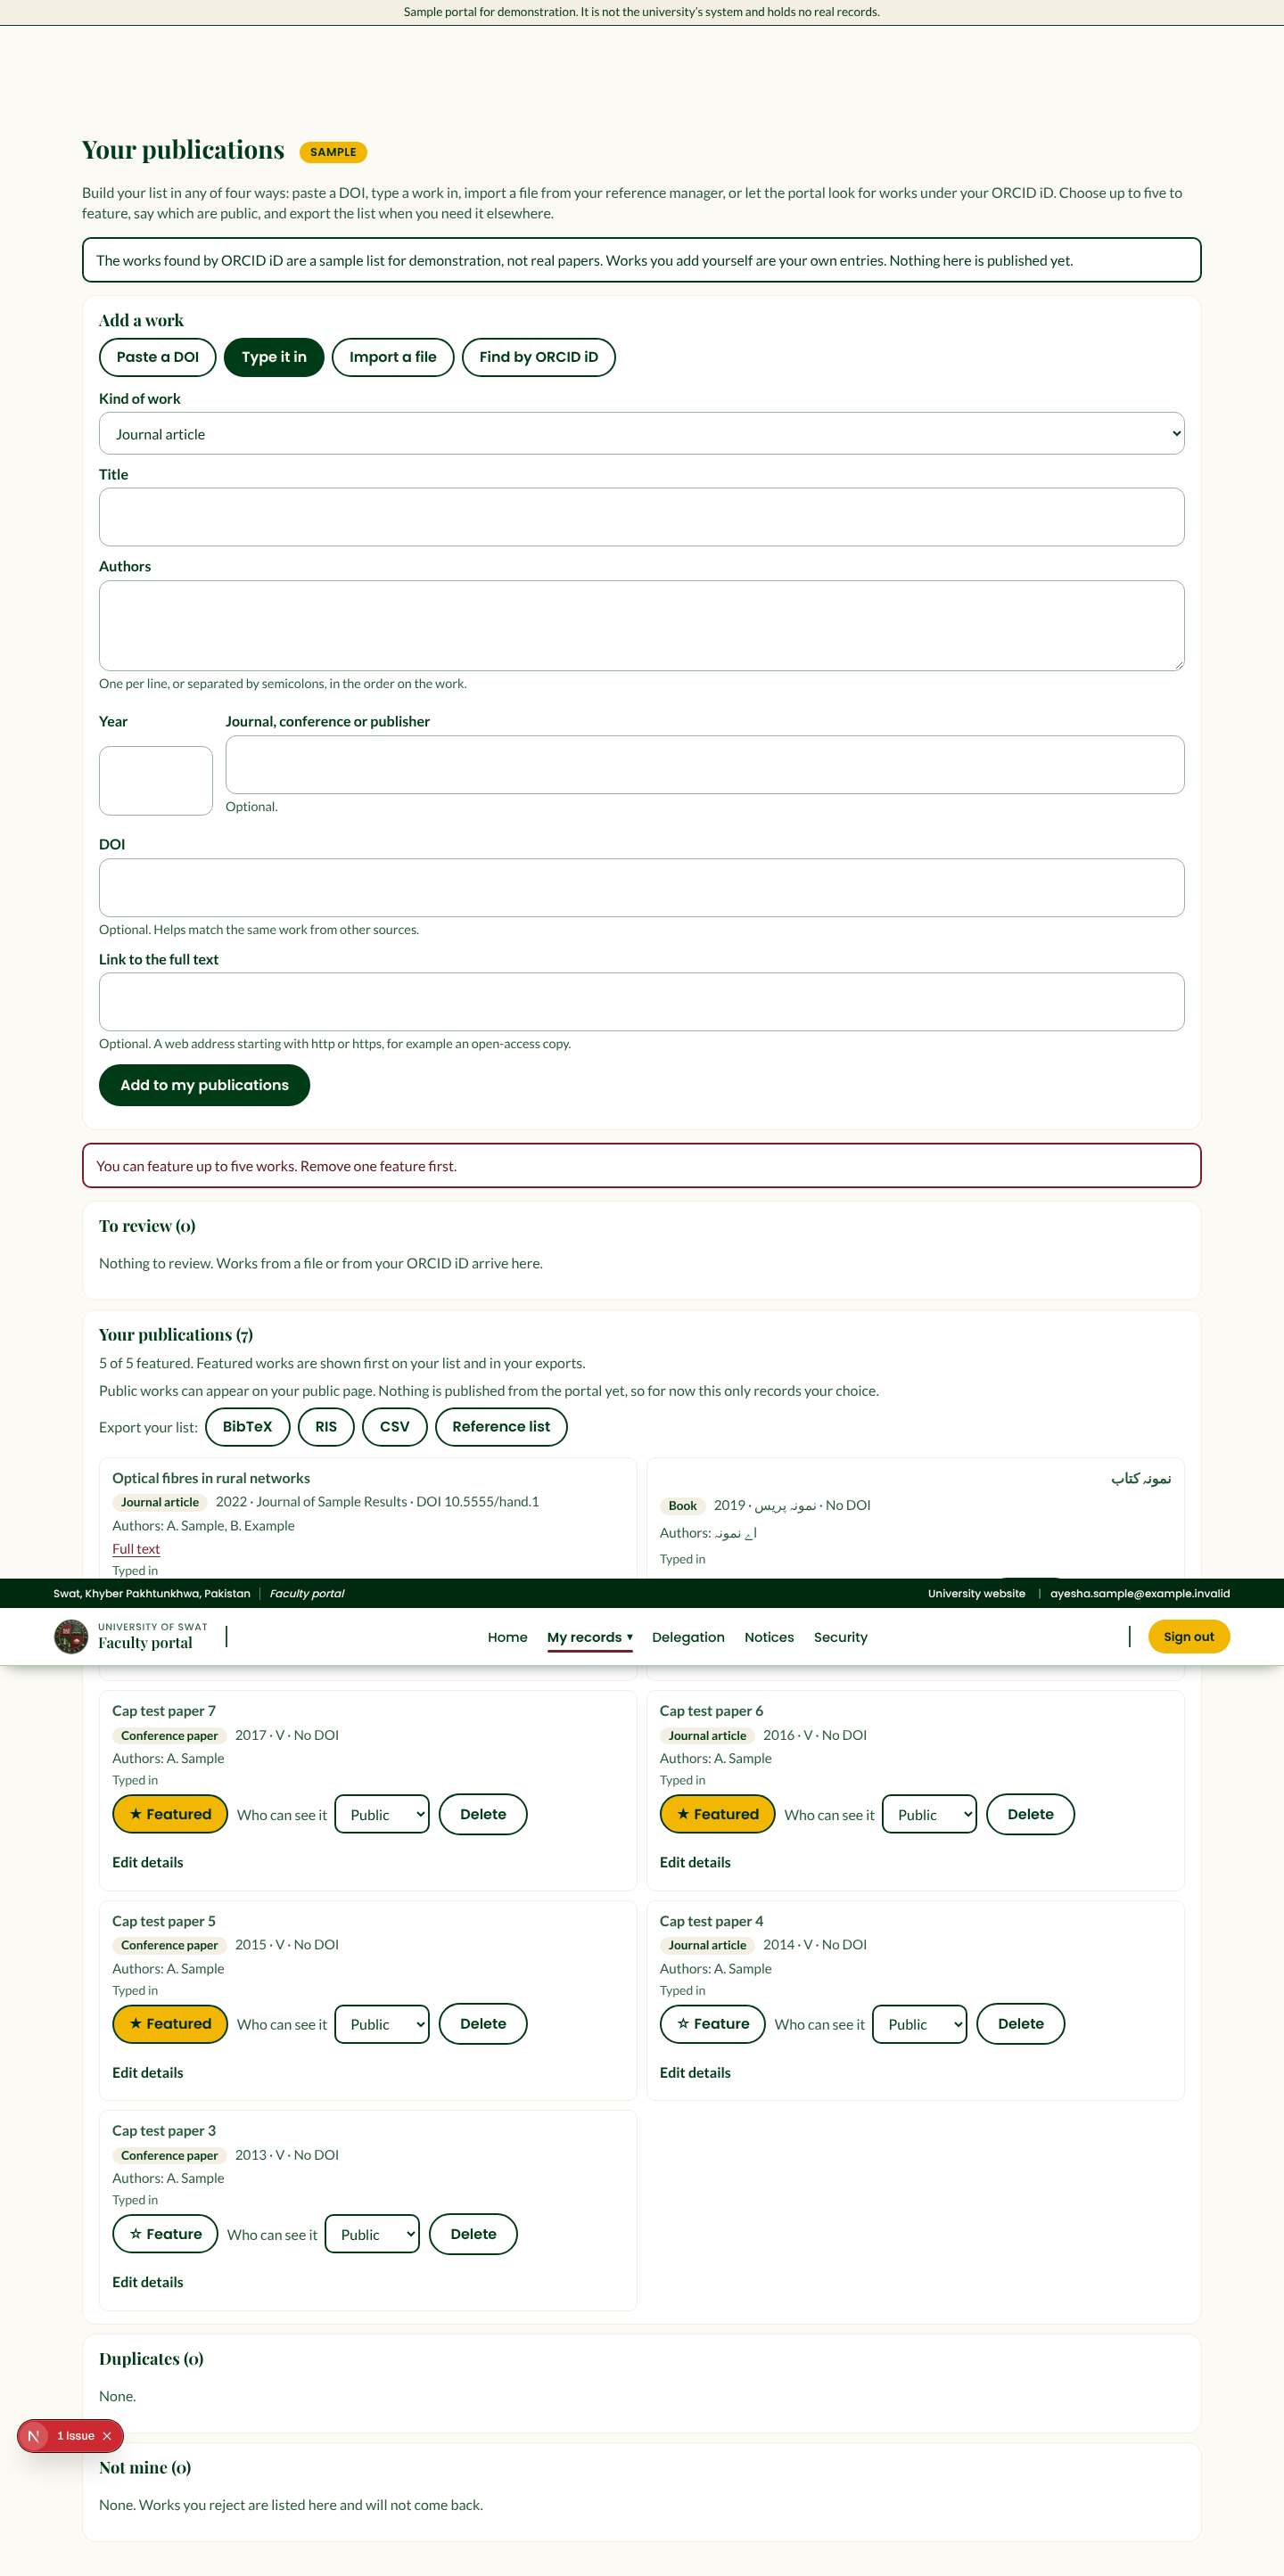 Sample portal for demonstration. It is not the university's system and holds no real records.
Your publications SAMPLE
Build your list in any of four ways: paste a DOI, type a work in, import a file from your reference manager, or let the portal look for works under your ORCID iD. Choose up to five to
feature, say which are public, and export the list when you need it elsewhere.
The works found by ORCID iD are a sample list for demonstration, not real papers. Works you add yourself are your own entries. Nothing here is published yet.
Add a work
Paste a DOI Type it in Import a file Find by ORCID iD
Kind of work
Journal article
Title
Authors
One per line, or separated by semicolons, in the order on the work.
Year Journal, conference or publisher
Optional.
DOI
Optional. Helps match the same work from other sources.
Link to the full text
Optional. A web address starting with http or https, for example an open-access copy.
Add to my publications
You can feature up to five works. Remove one feature first.
To review (0)
Nothing to review. Works from a file or from your ORCID iD arrive here.
Your publications (7)
5 of 5 featured. Featured works are shown first on your list and in your exports.
Public works can appear on your public page. Nothing is published from the portal yet, so for now this only records your choice.
Export your list: BibTeX RIS CSV Reference list
Optical fibres in rural networks
Journal article 2022 · Journal of Sample Results · DOI 10.5555/hand.1
Authors: A. Sample, B. Example
Full text
Typed in
نمونہ کتاب
Book 2019 · نمونہ پریس · No DOI
Authors: اے نمونہ
Typed in
Swat, Khyber Pakhtunkhwa, Pakistan | Faculty portal University website | ayesha.sample@example.invalid
UNIVERSITY OF SWAT
Faculty portal
Home My records ▾ Delegation Notices Security Sign out
Cap test paper 7
Conference paper 2017 · V · No DOI
Authors: A. Sample
Typed in
★ Featured Who can see it Public Delete
Edit details
Cap test paper 6
Journal article 2016 · V · No DOI
Authors: A. Sample
Typed in
★ Featured Who can see it Public Delete
Edit details
Cap test paper 5
Conference paper 2015 · V · No DOI
Authors: A. Sample
Typed in
★ Featured Who can see it Public Delete
Edit details
Cap test paper 4
Journal article 2014 · V · No DOI
Authors: A. Sample
Typed in
☆ Feature Who can see it Public Delete
Edit details
Cap test paper 3
Conference paper 2013 · V · No DOI
Authors: A. Sample
Typed in
☆ Feature Who can see it Public Delete
Edit details
Duplicates (0)
None.
N 1 Issue ×
Not mine (0)
None. Works you reject are listed here and will not come back.